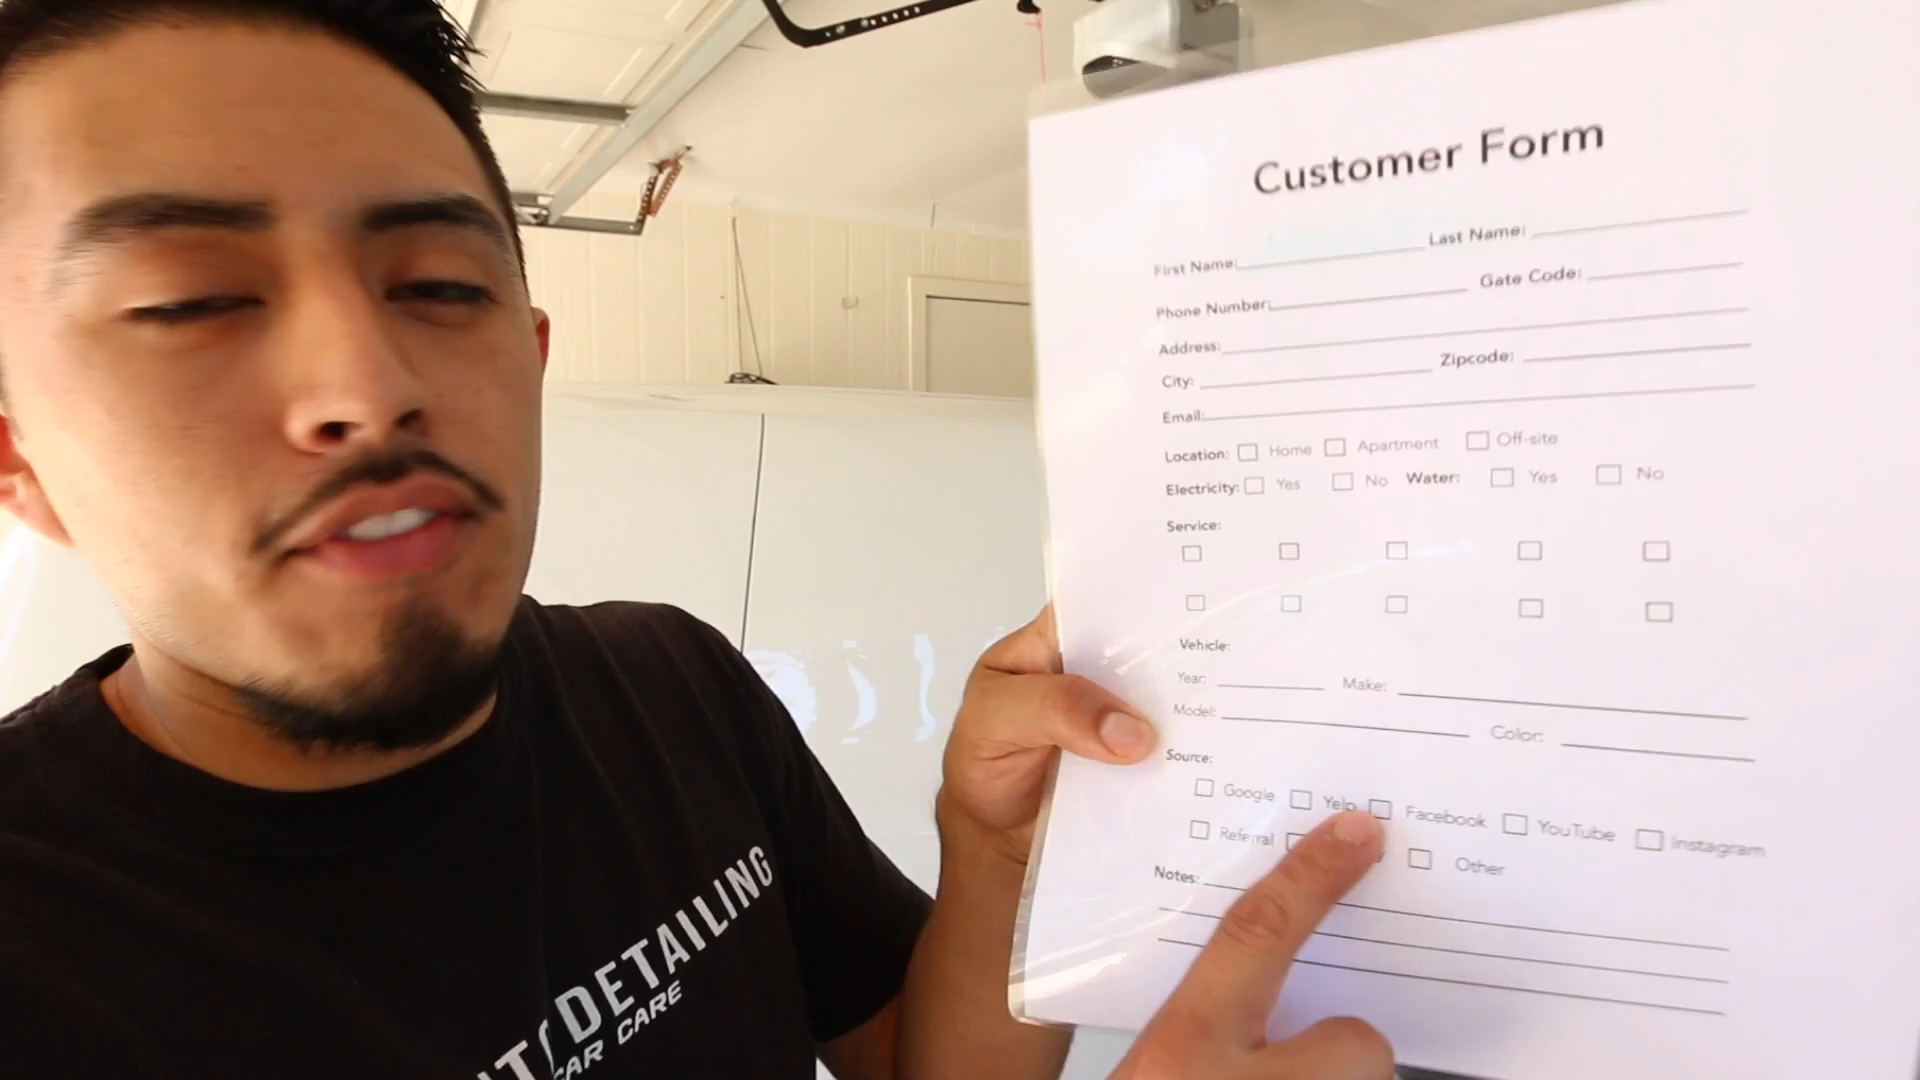 Customer Form
First Name: Last Name:
Phone Number: Gate Code:
Address:
City: Zipcode:
Email:
Location: Home Apartment Off-site
Electricity: Yes No Water: Yes No
Service:
Vehicle:
Year: Make:
Model: Color:
Source:
Google Yelp Facebook YouTube Instagram
Referral Other
Notes:
DETAILING
CAR CARE